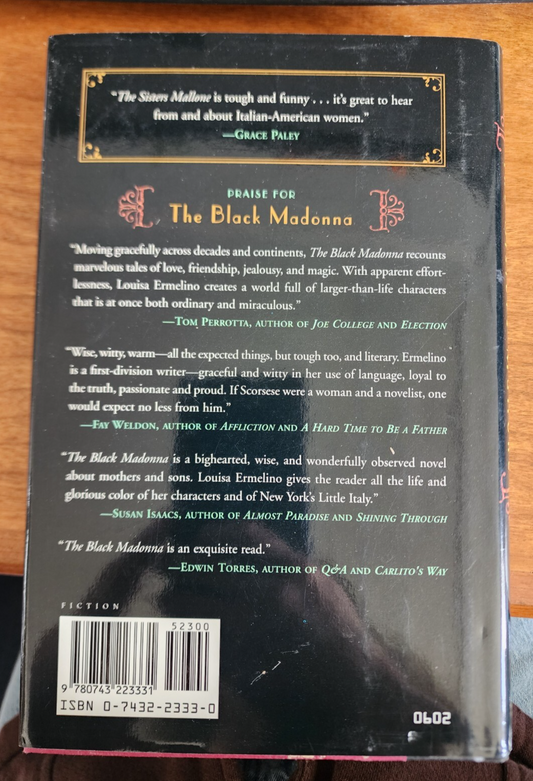 "The Sisters Mallone is tough and funny . . . it's great to hear
from and about Italian-American women."
—GRACE PALEY
PRAISE FOR
The Black Madonna
"Moving gracefully across decades and continents, The Black Madonna recounts
marvelous tales of love, friendship, jealousy, and magic. With apparent effort-
lessness, Louisa Ermelino creates a world full of larger-than-life characters
that is at once both ordinary and miraculous."
—TOM PERROTTA, AUTHOR OF JOE COLLEGE AND ELECTION
"Wise, witty, warm—all the expected things, but tough too, and literary. Ermelino
is a first-division writer—graceful and witty in her use of language, loyal to
the truth, passionate and proud. If Scorsese were a woman and a novelist, one
would expect no less from him."
—FAY WELDON, AUTHOR OF AFFLICTION AND A HARD TIME TO BE A FATHER
"The Black Madonna is a bighearted, wise, and wonderfully observed novel
about mothers and sons. Louisa Ermelino gives the reader all the life and
glorious color of her characters and of New York's Little Italy."
—SUSAN ISAACS, AUTHOR OF ALMOST PARADISE AND SHINING THROUGH
"The Black Madonna is an exquisite read."
—EDWIN TORRES, AUTHOR OF Q&A AND CARLITO'S WAY
FICTION
52300
9 780743 223331
ISBN 0-7432-2333-0
0602